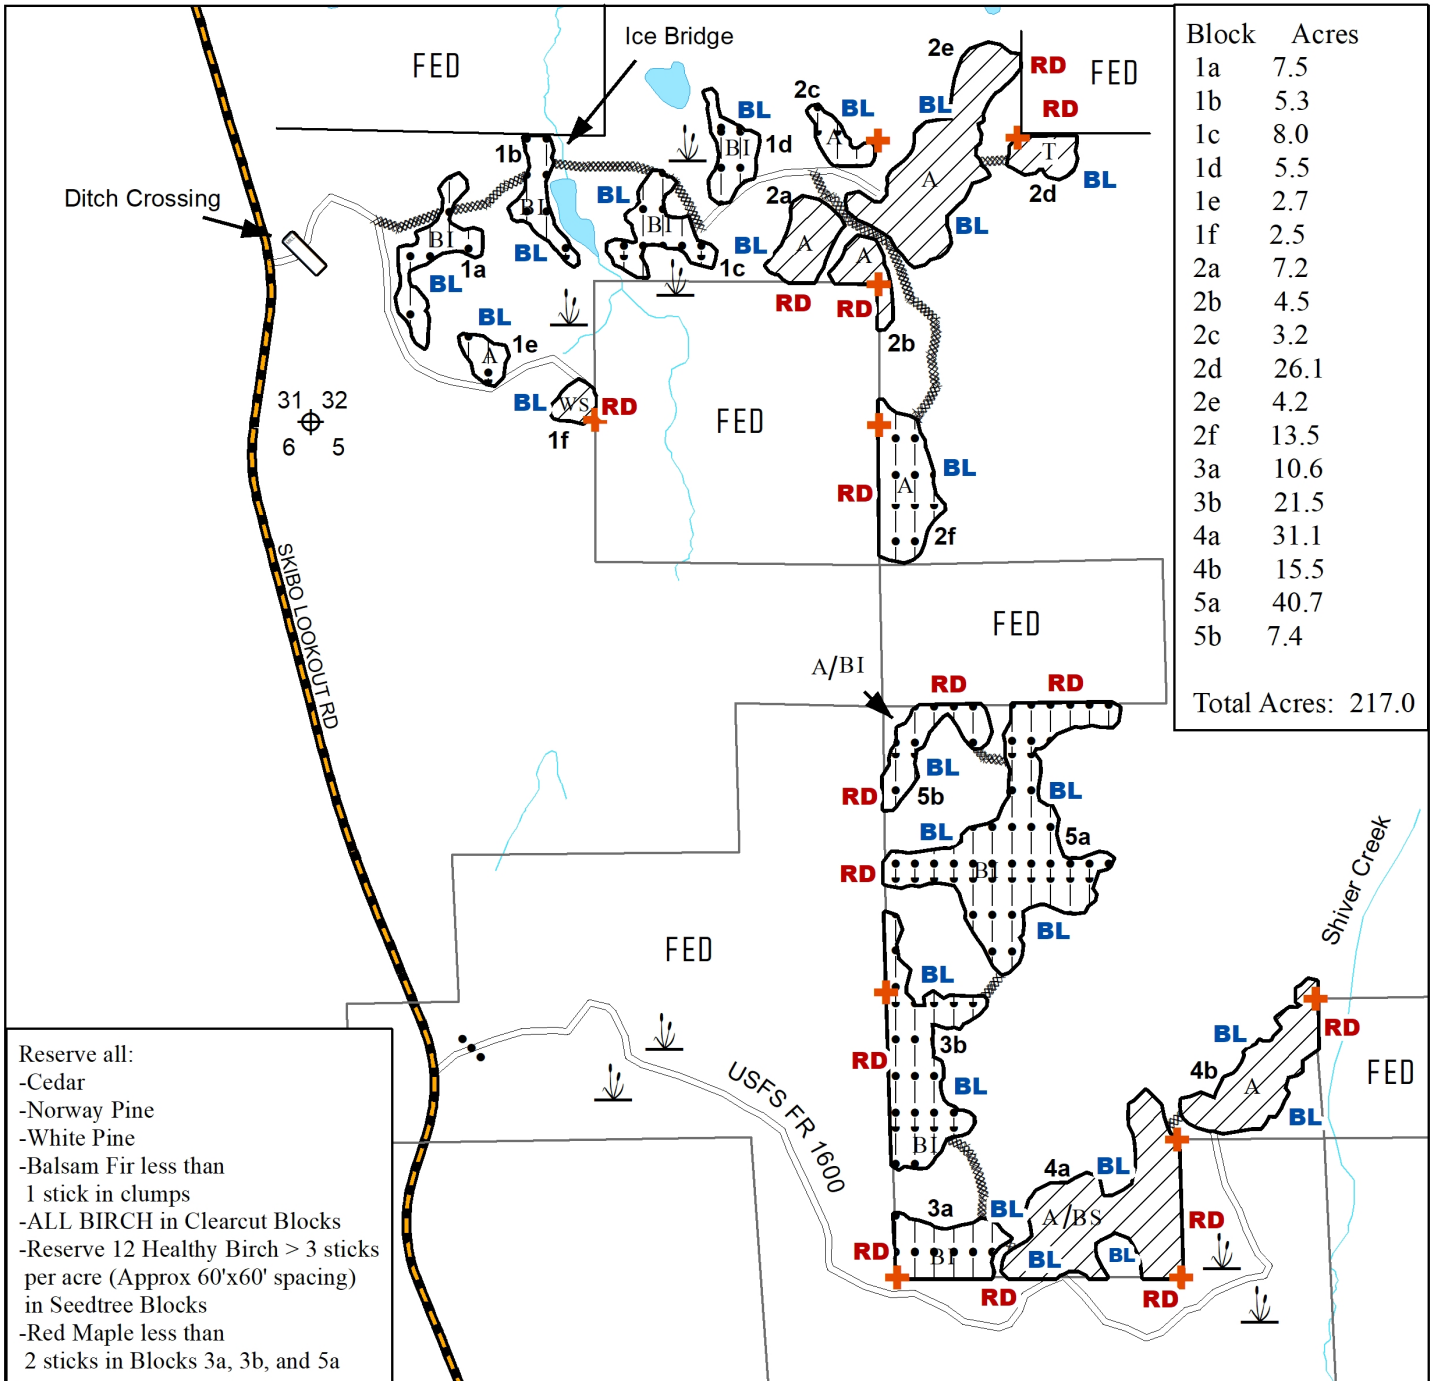 Ice Bridge
FED
2e
RD
FED
Block Acres
1a 7.5
1b 5.3
1c 8.0
1d 5.5
1e 2.7
1f 2.5
2a 7.2
2b 4.5
2c 3.2
2d 26.1
2e 4.2
2f 13.5
3a 10.6
3b 21.5
4a 31.1
4b 15.5
5a 40.7
5b 7.4
Total Acres: 217.0
2c
BL
BL
BL
RD
1b
BI
1d
A
T
BL
2d
Ditch Crossing
BL
2a
A
BI
BI
BI
A
BL
1a
BL
BL
1c
BL
A
BL
RD
RD
2b
BL
1e
A
BL
WS
RD
1f
31 32
6 5
FED
BL
RD
A
2f
SKIBO LOOKOUT RD
FED
A/BI
RD
RD
BL
RD
5b
BL
BL
5a
RD
BI
BL
Shiver Creek
FED
BL
RD
3b
BL
BI
USFS FR 1600
BL
RD
4b
A
BL
FED
Reserve all:
-Cedar
-Norway Pine
-White Pine
-Balsam Fir less than
1 stick in clumps
-ALL BIRCH in Clearcut Blocks
-Reserve 12 Healthy Birch > 3 sticks
per acre (Approx 60'x60' spacing)
in Seedtree Blocks
-Red Maple less than
2 sticks in Blocks 3a, 3b, and 5a
4a
BL
3a
BL
A/BS
RD
RD
BI
BL
BL
RD
RD